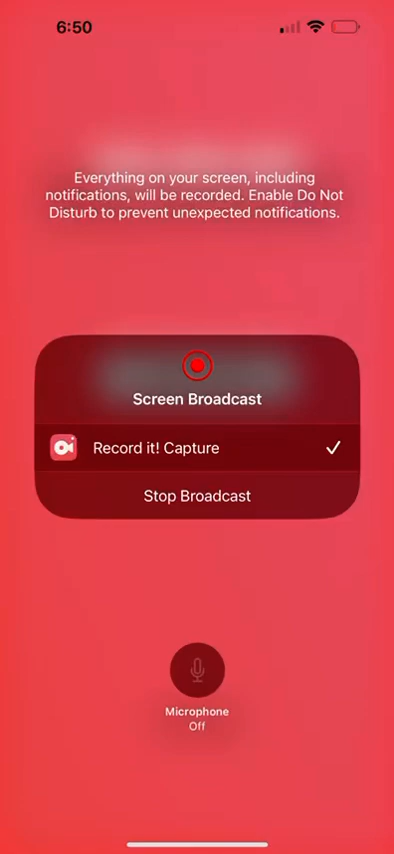 6:50
Everything on your screen, including
notifications, will be recorded. Enable Do Not
Disturb to prevent unexpected notifications.
Screen Broadcast
Record it! Capture
Stop Broadcast
Microphone
Off